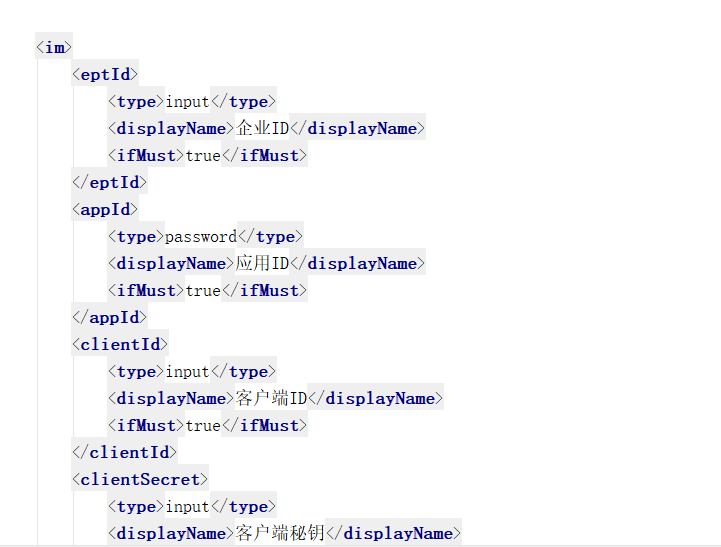 <im>
<eptId>
<type>input</type>
<displayName>企业ID</displayName>
<ifMust>true</ifMust>
</eptId>
<appId>
<type>password</type>
<displayName>应用ID</displayName>
<ifMust>true</ifMust>
</appId>
<clientId>
<type>input</type>
<displayName>客户端ID</displayName>
<ifMust>true</ifMust>
</clientId>
<clientSecret>
<type>input</type>
<displayName>客户端秘钥</displayName>